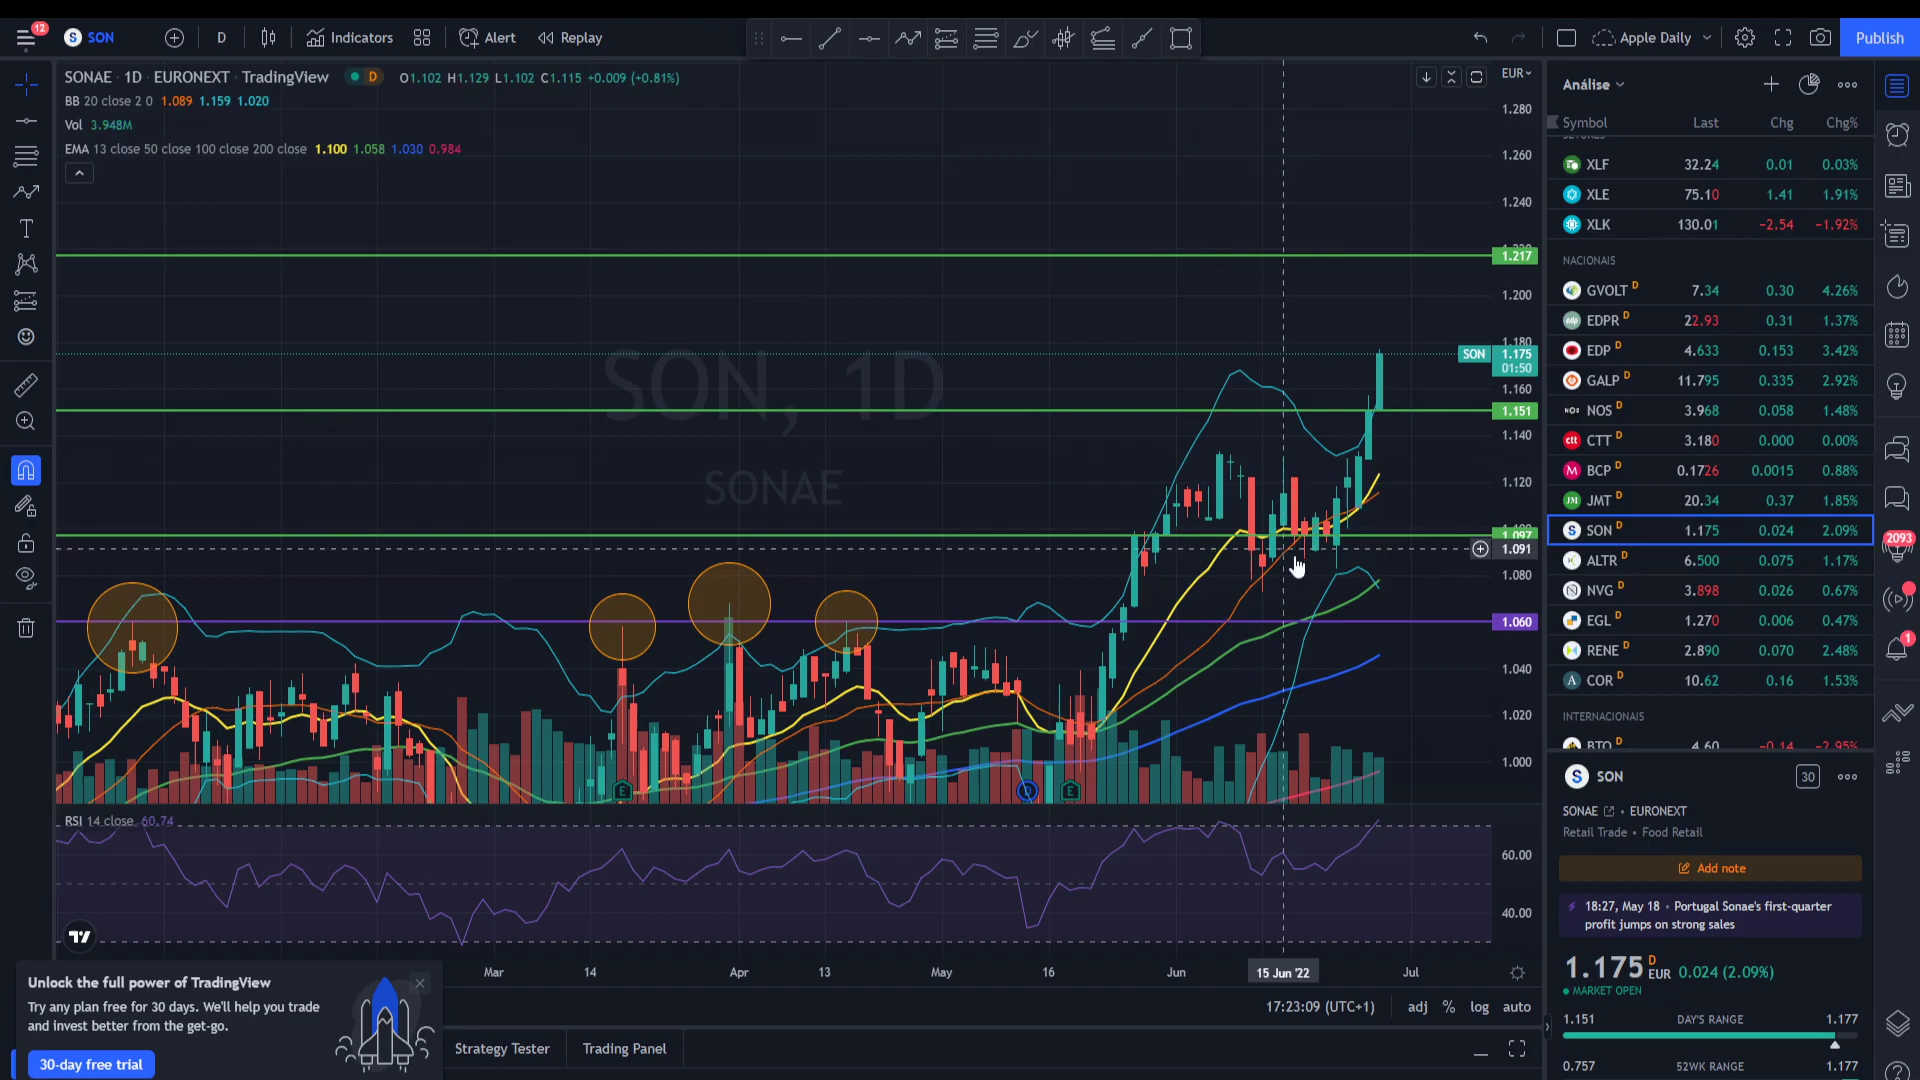 12
SON
D
Indicators
Alert
Replay
Apple Daily
Publish
SONAE · 1D · EURONEXT · TradingView D O1.102 H1.129 L1.102 C1.115 +0.009 (+0.81%)
BB 20 close 2 0 1.089 1.159 1.020
Vol 3.948M
EMA 13 close 50 close 100 close 200 close 1.100 1.058 1.030 0.984
SON, 1D
SONAE
EUR
1.280
1.260
1.240
1.217
1.200
1.180
SON 1.175
01:50
1.160
1.151
1.140
1.120
1.097
1.091
1.080
1.060
1.040
1.020
1.000
E
D
E
RSI 14 close 60.74
60.00
40.00
Mar
14
Apr
13
May
16
Jun
15 Jun '22
Jul
17:23:09 (UTC+1)
adj
%
log
auto
Strategy Tester
Trading Panel
Unlock the full power of TradingView
Try any plan free for 30 days. We'll help you trade
and invest better from the get-go.
30-day free trial
Análise
Symbol Last Chg Chg%
XLF 32.24 0.01 0.03%
XLE 75.10 1.41 1.91%
XLK 130.01 −2.54 −1.92%
NACIONAIS
GVOLT D 7.34 0.30 4.26%
EDPR D 22.93 0.31 1.37%
EDP D 4.633 0.153 3.42%
GALP D 11.795 0.335 2.92%
NOS D 3.968 0.058 1.48%
CTT D 3.180 0.000 0.00%
BCP D 0.1726 0.0015 0.88%
JMT D 20.34 0.37 1.85%
SON D 1.175 0.024 2.09%
ALTR D 6.500 0.075 1.17%
NVG D 3.898 0.026 0.67%
EGL D 1.270 0.006 0.47%
RENE D 2.890 0.070 2.48%
COR D 10.62 0.16 1.53%
INTERNACIONAIS
SON
30
SONAE • EURONEXT
Retail Trade • Food Retail
Add note
18:27, May 18 • Portugal Sonae's first-quarter
profit jumps on strong sales
1.175 D EUR 0.024 (2.09%)
MARKET OPEN
1.151 DAY'S RANGE 1.177
0.757 52WK RANGE 1.177
2093
1